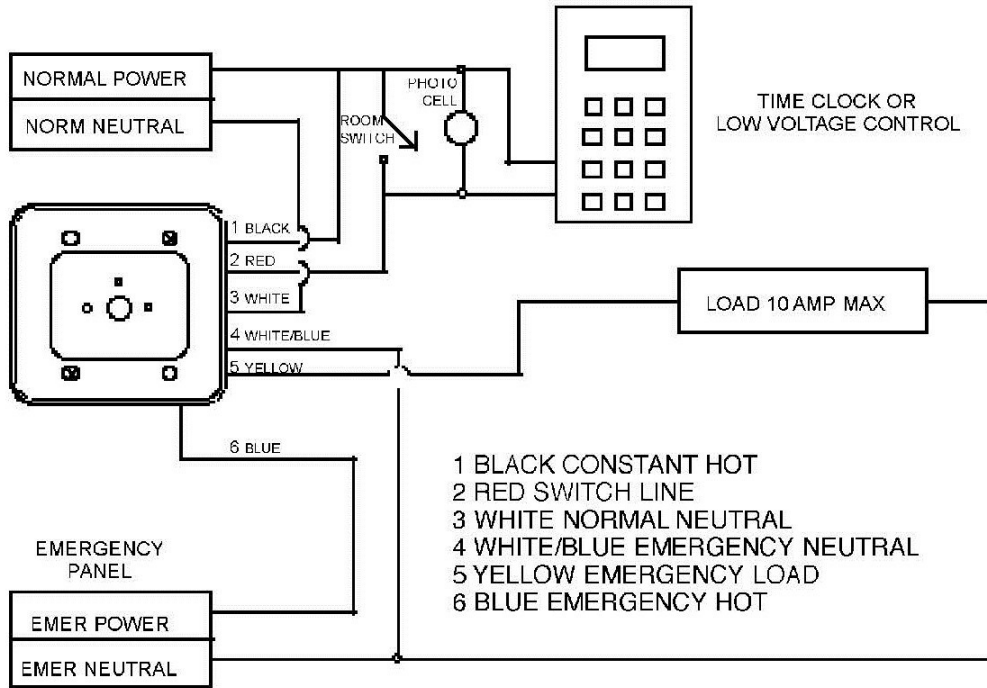 NORMAL POWER
NORM NEUTRAL
ROOM
SWITCH
PHOTO
CELL
TIME CLOCK OR
LOW VOLTAGE CONTROL
1 BLACK
2 RED
3 WHITE
4 WHITE/BLUE
5 YELLOW
LOAD 10 AMP MAX
6 BLUE
1 BLACK CONSTANT HOT
2 RED SWITCH LINE
3 WHITE NORMAL NEUTRAL
4 WHITE/BLUE EMERGENCY NEUTRAL
5 YELLOW EMERGENCY LOAD
6 BLUE EMERGENCY HOT
EMERGENCY
PANEL
EMER POWER
EMER NEUTRAL